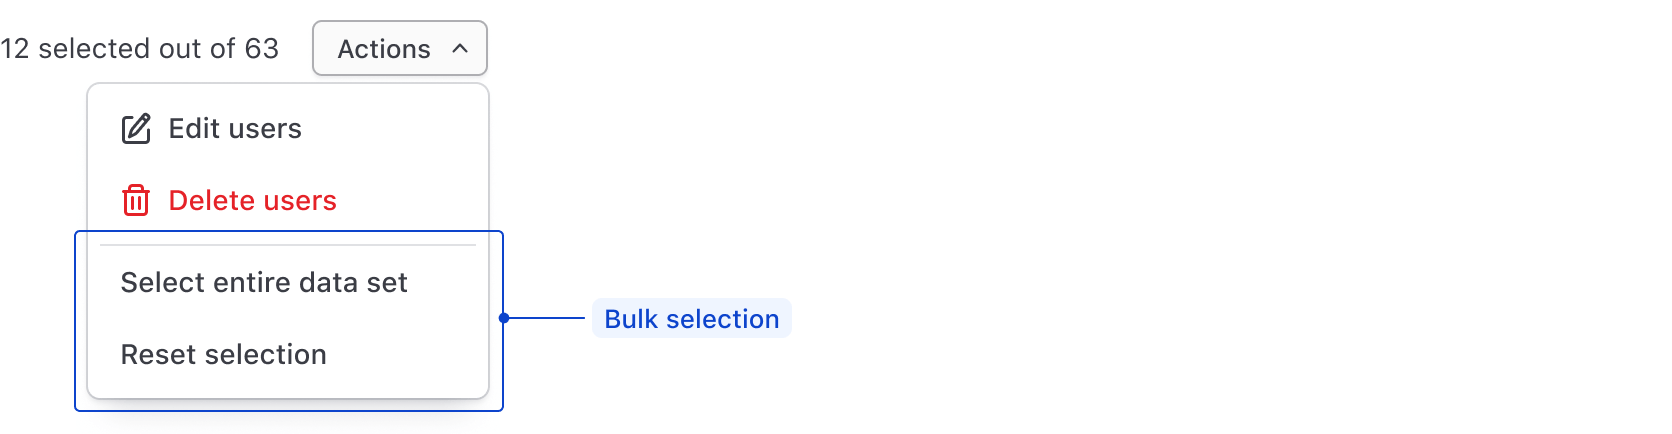 12 selected out of 63
Actions
Edit users
Delete users
Select entire data set
Reset selection
Bulk selection